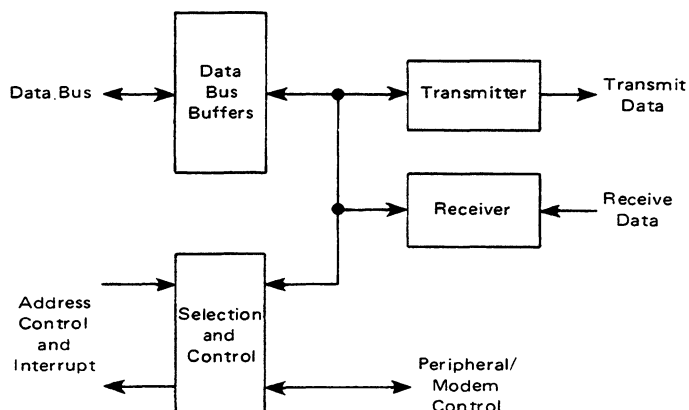 Data Bus
Data
Bus
Buffers
Transmitter
Transmit
Data
Receiver
Receive
Data
Address
Control
and
Interrupt
Selection
and
Control
Peripheral/
Modem
Control